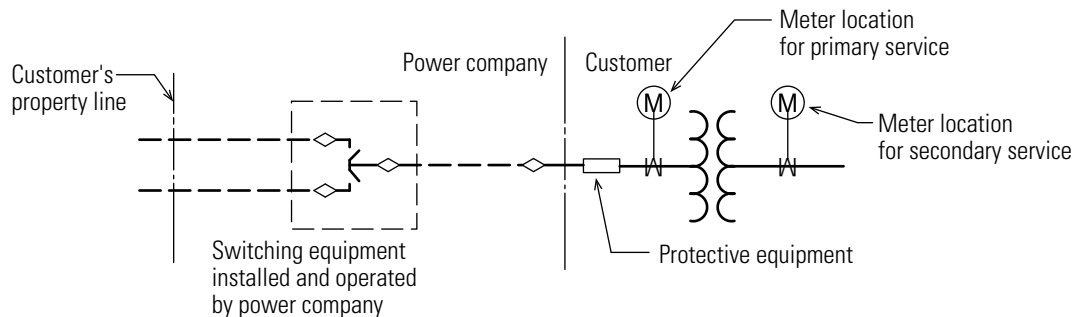 Customer's
property line
Power company
Customer
Meter location
for primary service
M
M
Meter location
for secondary service
Protective equipment
Switching equipment
installed and operated
by power company